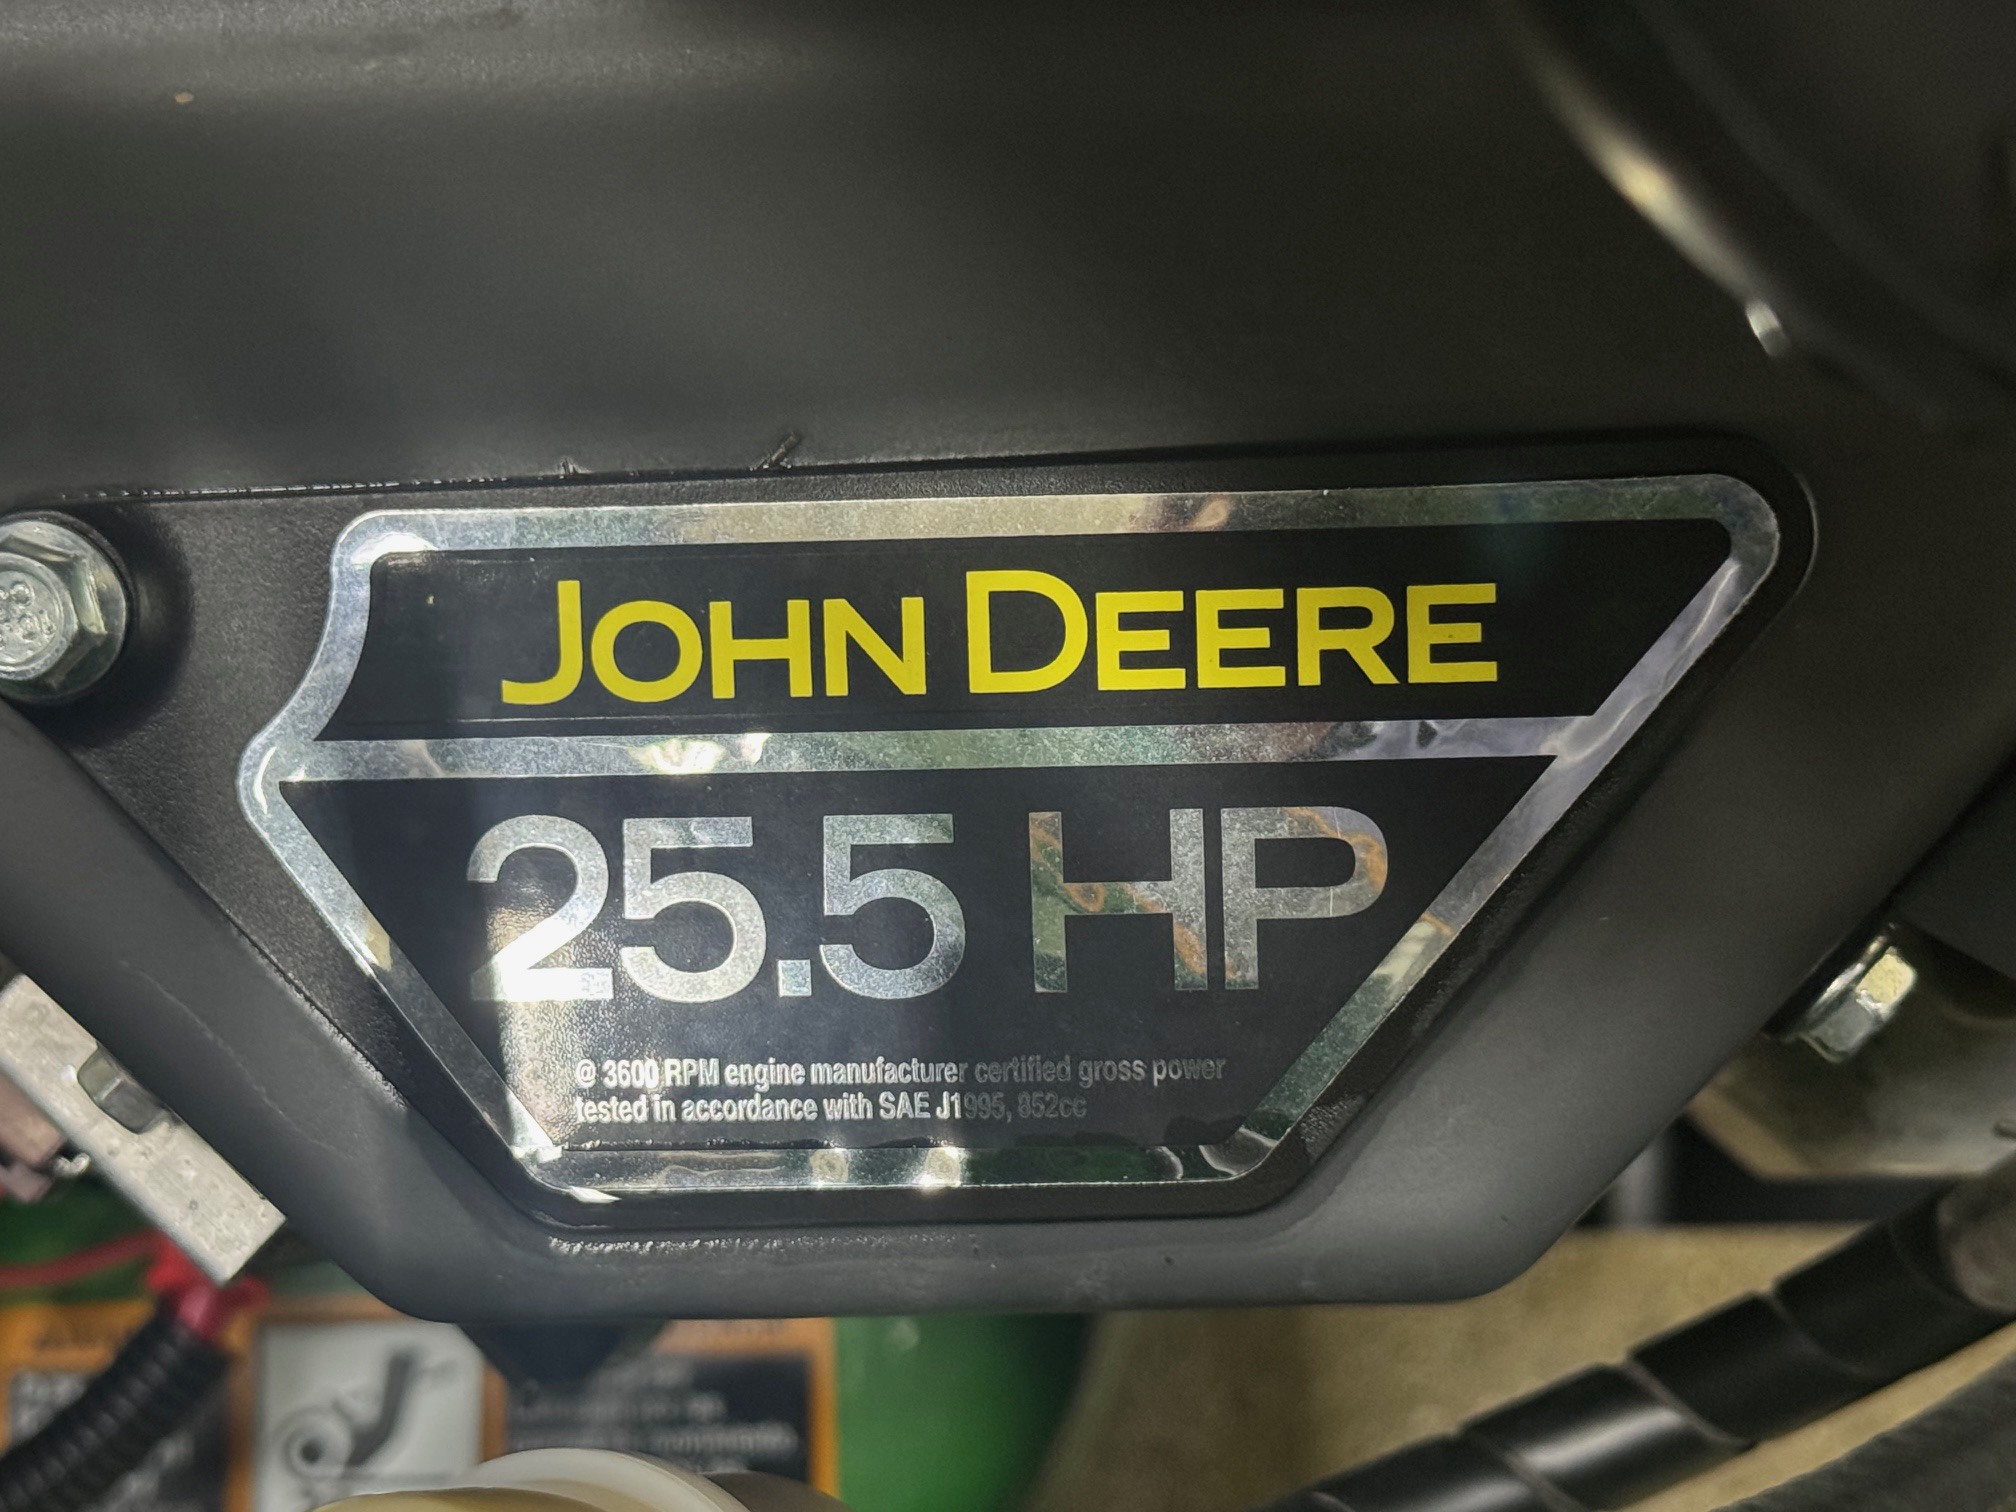 JOHN DEERE
25.5 HP
@ 3600 RPM engine manufacturer certified gross power
tested in accordance with SAE J1995, 852cc